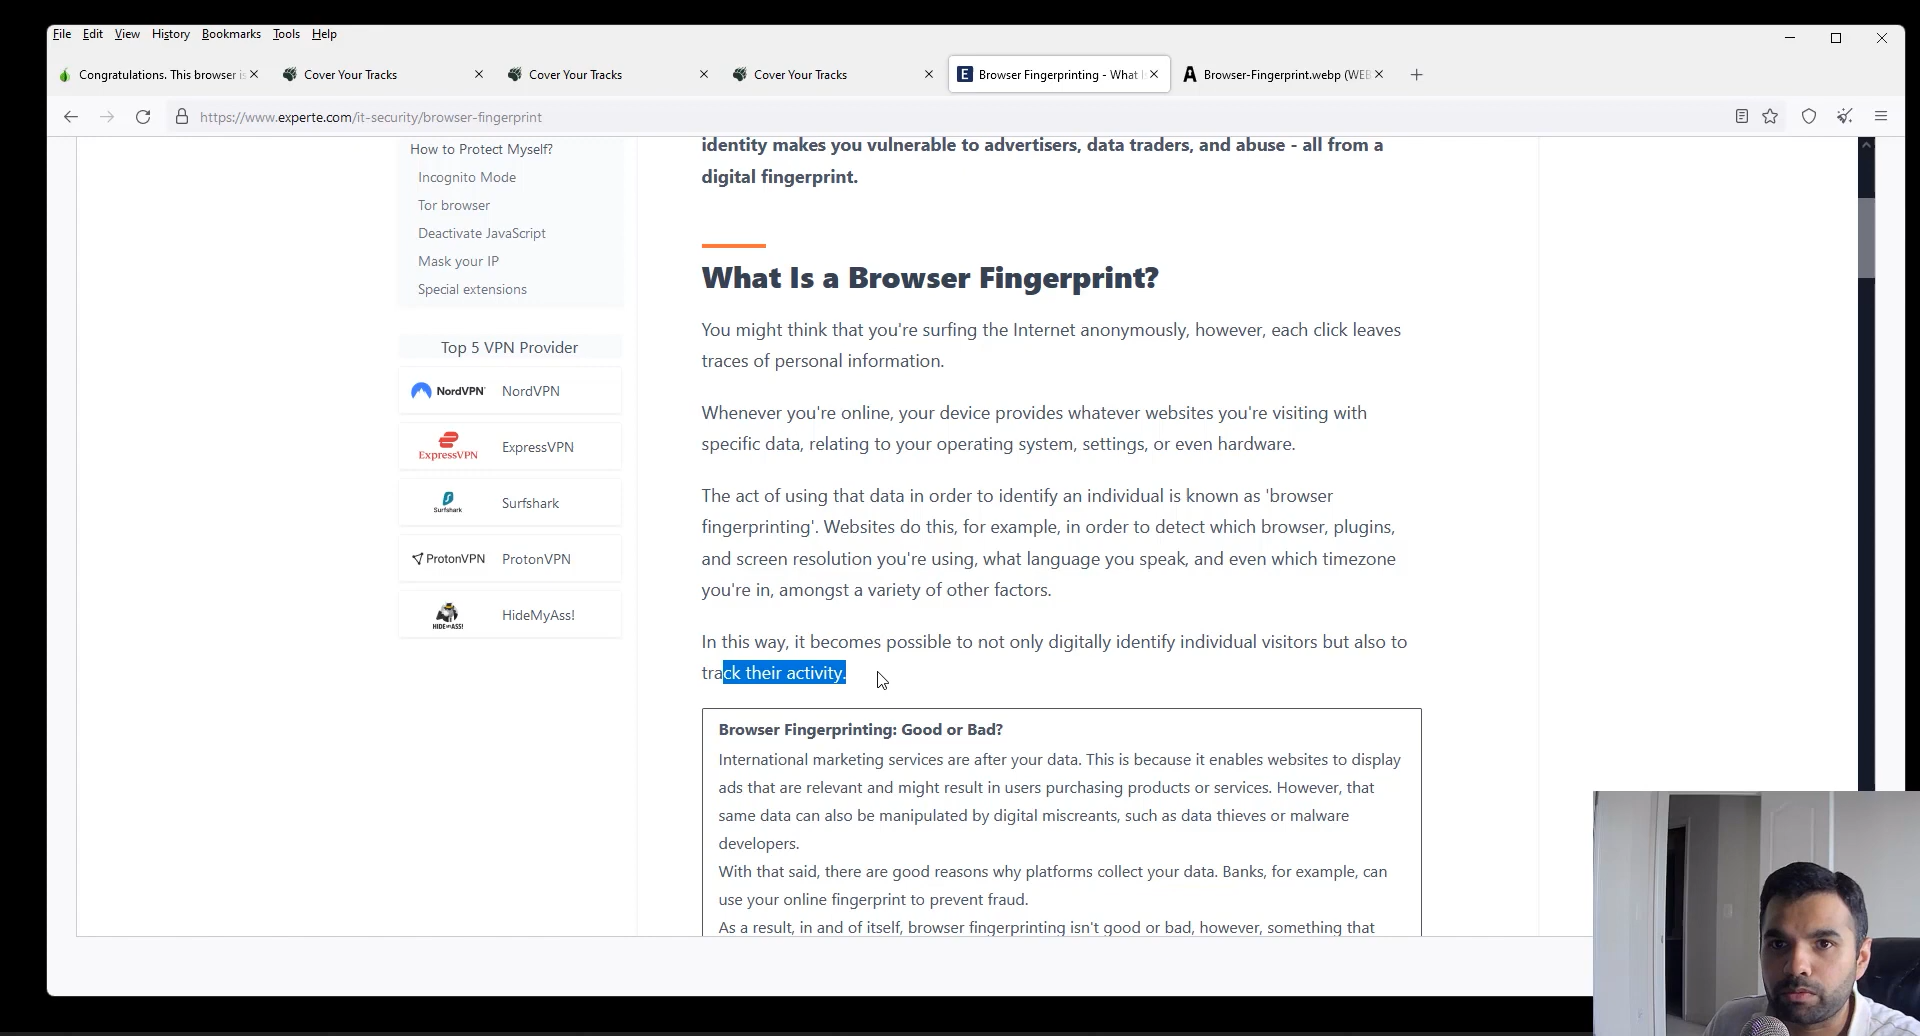 File Edit View History Bookmarks Tools Help
Congratulations. This browser is
Cover Your Tracks
Cover Your Tracks
Cover Your Tracks
Browser Fingerprinting - What
Browser-Fingerprint.webp (WEB
https://www.experte.com/it-security/browser-fingerprint
How to Protect Myself?
Incognito Mode
Tor browser
Deactivate JavaScript
Mask your IP
Special extensions
Top 5 VPN Provider
NordVPN NordVPN
ExpressVPN ExpressVPN
Surfshark Surfshark
ProtonVPN ProtonVPN
HIDEMYASS! HideMyAss!
identity makes you vulnerable to advertisers, data traders, and abuse - all from a
digital fingerprint.
What Is a Browser Fingerprint?
You might think that you're surfing the Internet anonymously, however, each click leaves
traces of personal information.
Whenever you're online, your device provides whatever websites you're visiting with
specific data, relating to your operating system, settings, or even hardware.
The act of using that data in order to identify an individual is known as 'browser
fingerprinting'. Websites do this, for example, in order to detect which browser, plugins,
and screen resolution you're using, what language you speak, and even which timezone
you're in, amongst a variety of other factors.
In this way, it becomes possible to not only digitally identify individual visitors but also to
track their activity.
Browser Fingerprinting: Good or Bad?
International marketing services are after your data. This is because it enables websites to display
ads that are relevant and might result in users purchasing products or services. However, that
same data can also be manipulated by digital miscreants, such as data thieves or malware
developers.
With that said, there are good reasons why platforms collect your data. Banks, for example, can
use your online fingerprint to prevent fraud.
As a result, in and of itself, browser fingerprinting isn't good or bad, however, something that